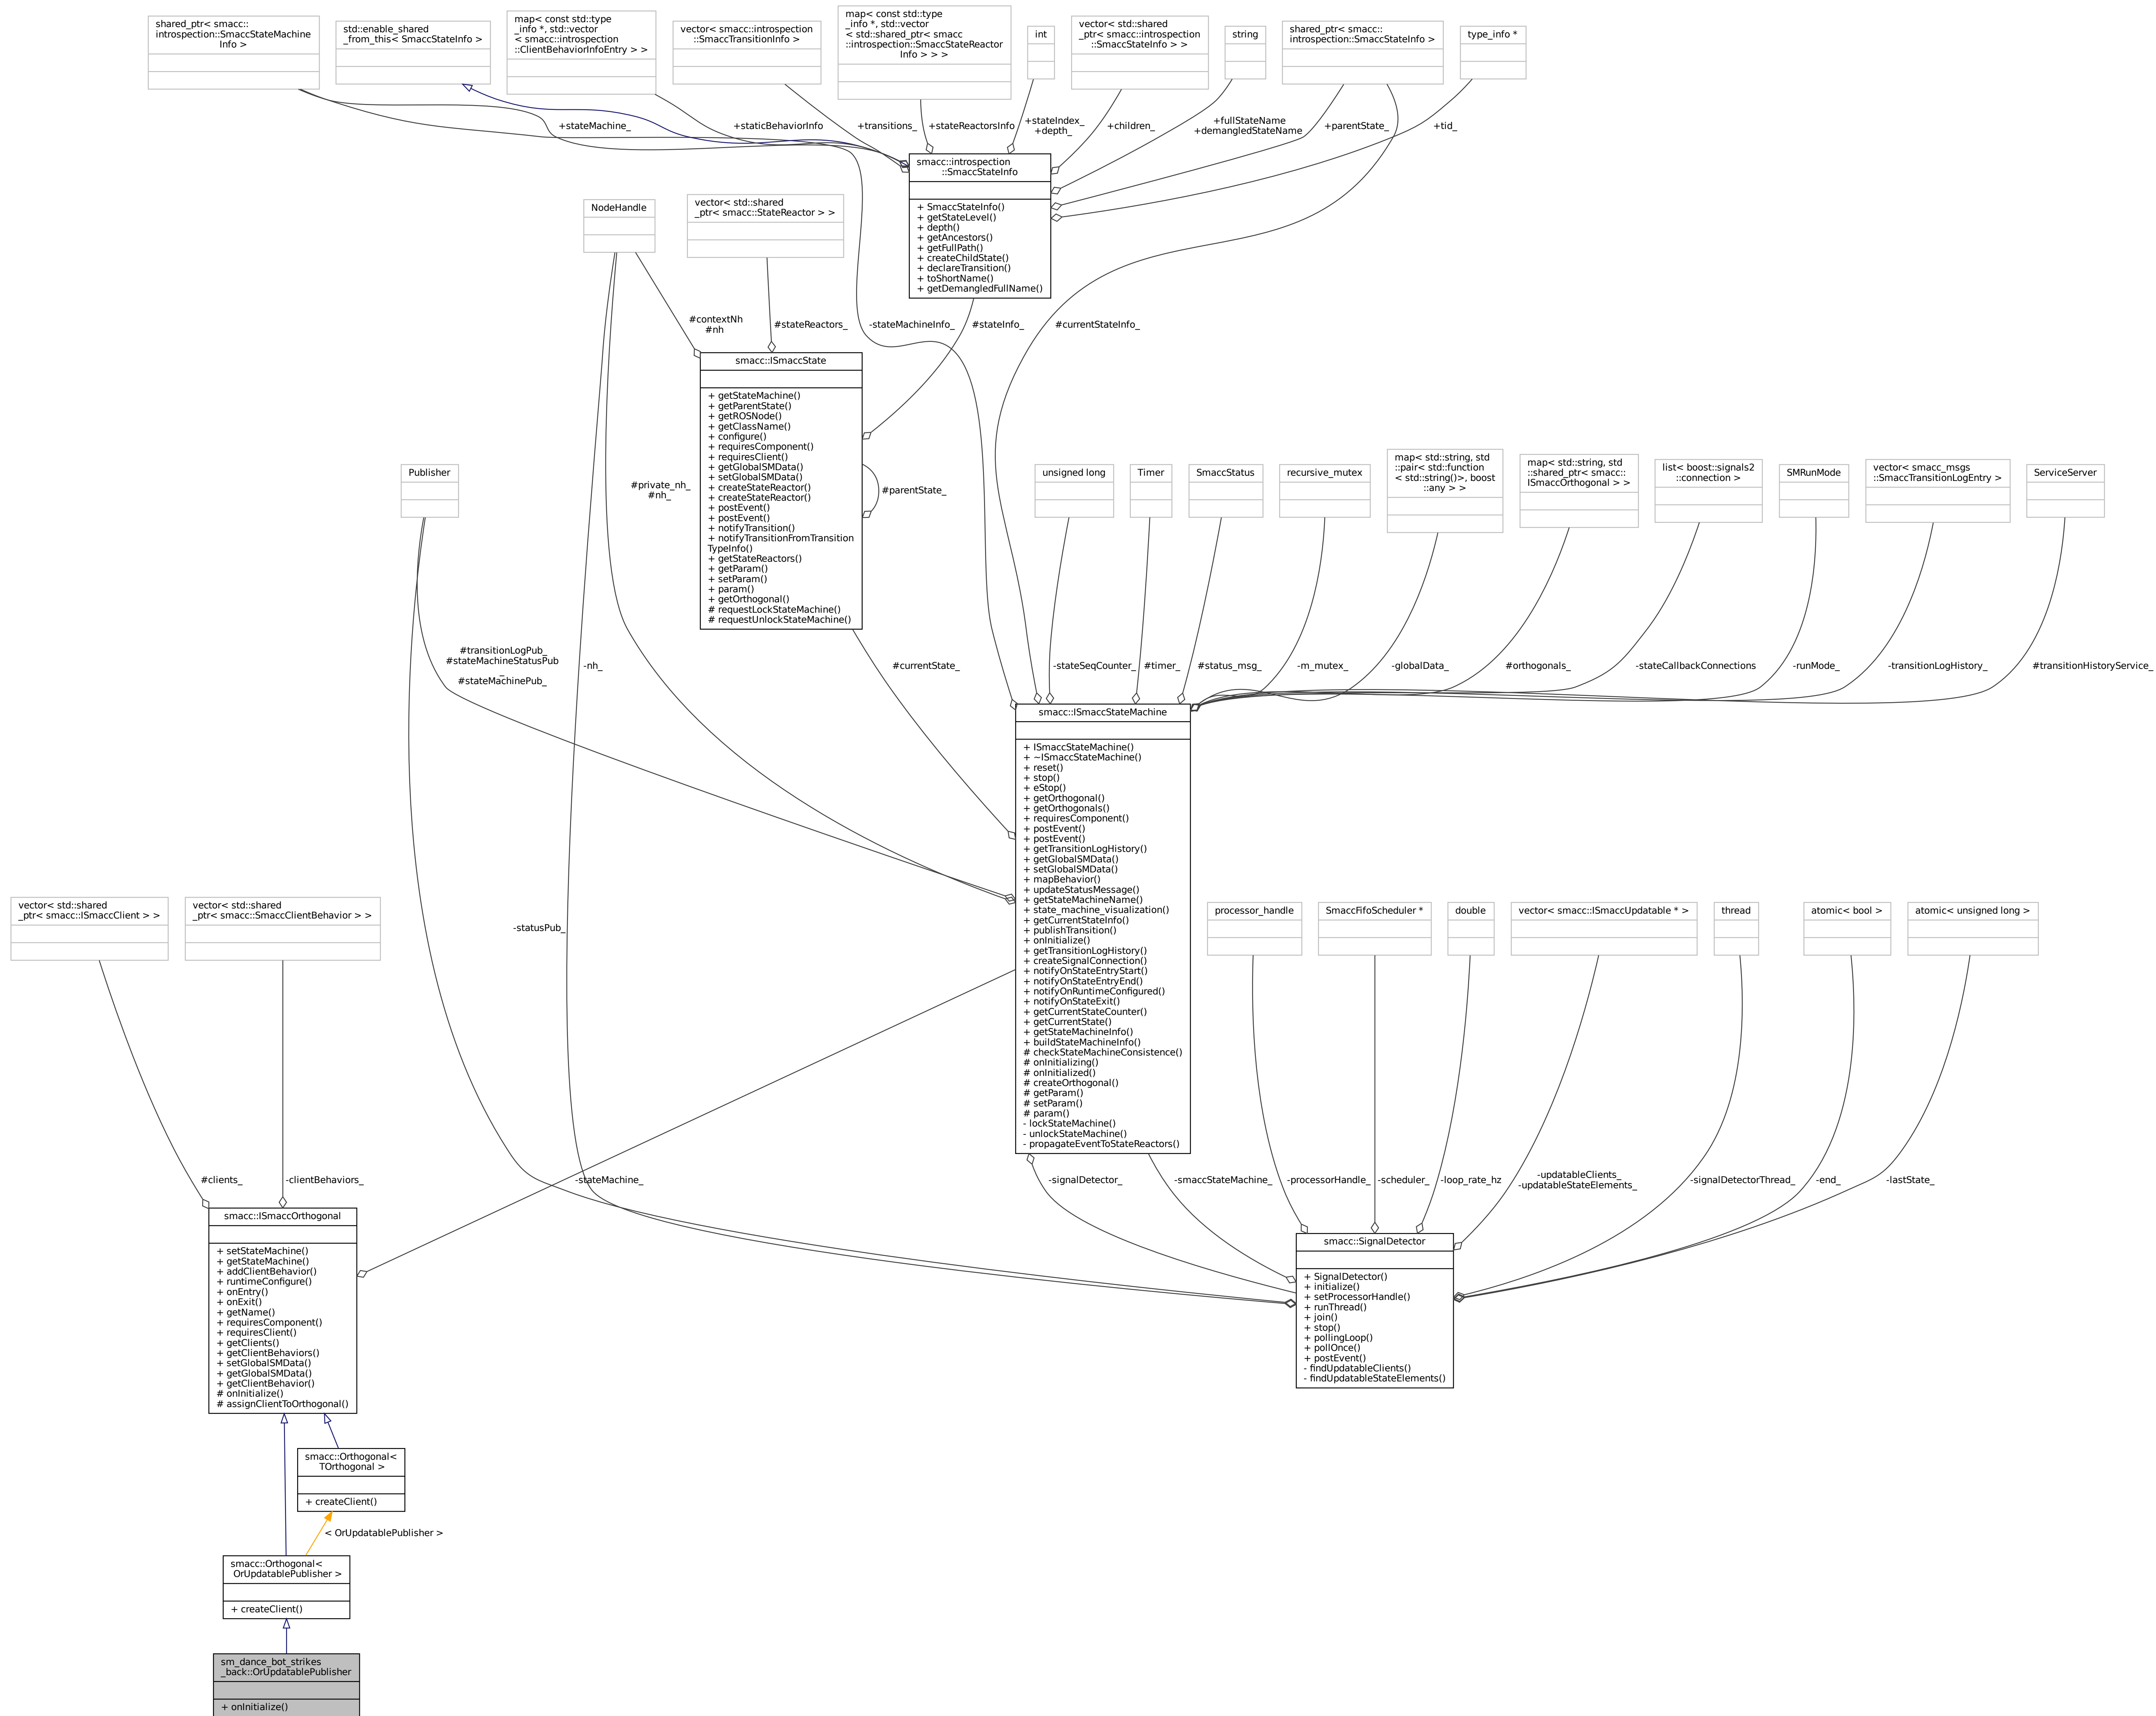 shared_ptr< smacc::
introspection::SmaccStateMachine
Info >
std::enable_shared
_from_this< SmaccStateInfo >
map< const std::type
_info *, std::vector
< smacc::introspection
::ClientBehaviorInfoEntry > >
vector< smacc::introspection
::SmaccTransitionInfo >
map< const std::type
_info *, std::vector
< std::shared_ptr< smacc
::introspection::SmaccStateReactor
Info > > >
int
vector< std::shared
_ptr< smacc::introspection
::SmaccStateInfo > >
string
shared_ptr< smacc::
introspection::SmaccStateInfo >
type_info *
+stateMachine_
+staticBehaviorInfo
+transitions_
+stateReactorsInfo
+stateIndex_
+depth_
+children_
+fullStateName
+demangledStateName
+parentState_
+tid_
smacc::introspection
::SmaccStateInfo
+ SmaccStateInfo()
+ getStateLevel()
+ depth()
+ getAncestors()
+ getFullPath()
+ createChildState()
+ declareTransition()
+ toShortName()
+ getDemangledFullName()
NodeHandle
vector< std::shared
_ptr< smacc::StateReactor > >
#contextNh
#nh
#stateReactors_
-stateMachineInfo_
#stateInfo_
#currentStateInfo_
smacc::ISmaccState
+ getStateMachine()
+ getParentState()
+ getROSNode()
+ getClassName()
+ configure()
+ requiresComponent()
+ requiresClient()
+ getGlobalSMData()
+ setGlobalSMData()
+ createStateReactor()
+ createStateReactor()
+ postEvent()
+ postEvent()
+ notifyTransition()
+ notifyTransitionFromTransition
TypeInfo()
+ getStateReactors()
+ getParam()
+ setParam()
+ param()
+ getOrthogonal()
# requestLockStateMachine()
# requestUnlockStateMachine()
#parentState_
Publisher
#private_nh_
#nh_
unsigned long
Timer
SmaccStatus
recursive_mutex
map< std::string, std
::pair< std::function
< std::string()>, boost
::any > >
map< std::string, std
::shared_ptr< smacc::
ISmaccOrthogonal > >
list< boost::signals2
::connection >
SMRunMode
vector< smacc_msgs
::SmaccTransitionLogEntry >
ServiceServer
#transitionLogPub_
#stateMachineStatusPub
_
#stateMachinePub_
-nh_
#currentState_
-stateSeqCounter_
#timer_
#status_msg_
-m_mutex_
-globalData_
#orthogonals_
-stateCallbackConnections
-runMode_
-transitionLogHistory_
#transitionHistoryService_
smacc::ISmaccStateMachine
+ ISmaccStateMachine()
+ ~ISmaccStateMachine()
+ reset()
+ stop()
+ eStop()
+ getOrthogonal()
+ getOrthogonals()
+ requiresComponent()
+ postEvent()
+ postEvent()
+ getTransitionLogHistory()
+ getGlobalSMData()
+ setGlobalSMData()
+ mapBehavior()
+ updateStatusMessage()
+ getStateMachineName()
+ state_machine_visualization()
+ getCurrentStateInfo()
+ publishTransition()
+ onInitialize()
+ getTransitionLogHistory()
+ createSignalConnection()
+ notifyOnStateEntryStart()
+ notifyOnStateEntryEnd()
+ notifyOnRuntimeConfigured()
+ notifyOnStateExit()
+ getCurrentStateCounter()
+ getCurrentState()
+ getStateMachineInfo()
+ buildStateMachineInfo()
# checkStateMachineConsistence()
# onInitializing()
# onInitialized()
# createOrthogonal()
# getParam()
# setParam()
# param()
- lockStateMachine()
- unlockStateMachine()
- propagateEventToStateReactors()
vector< std::shared
_ptr< smacc::ISmaccClient > >
vector< std::shared
_ptr< smacc::SmaccClientBehavior > >
-statusPub_
processor_handle
SmaccFifoScheduler *
double
vector< smacc::ISmaccUpdatable * >
thread
atomic< bool >
atomic< unsigned long >
#clients_
-clientBehaviors_
-stateMachine_
-signalDetector_
-smaccStateMachine_
-processorHandle_
-scheduler_
-loop_rate_hz
-updatableClients_
-updatableStateElements_
-signalDetectorThread_
-end_
-lastState_
smacc::ISmaccOrthogonal
+ setStateMachine()
+ getStateMachine()
+ addClientBehavior()
+ runtimeConfigure()
+ onEntry()
+ onExit()
+ getName()
+ requiresComponent()
+ requiresClient()
+ getClients()
+ getClientBehaviors()
+ setGlobalSMData()
+ getGlobalSMData()
+ getClientBehavior()
# onInitialize()
# assignClientToOrthogonal()
smacc::SignalDetector
+ SignalDetector()
+ initialize()
+ setProcessorHandle()
+ runThread()
+ join()
+ stop()
+ pollingLoop()
+ pollOnce()
+ postEvent()
- findUpdatableClients()
- findUpdatableStateElements()
smacc::Orthogonal<
TOrthogonal >
+ createClient()
< OrUpdatablePublisher >
smacc::Orthogonal<
OrUpdatablePublisher >
+ createClient()
sm_dance_bot_strikes
_back::OrUpdatablePublisher
+ onInitialize()